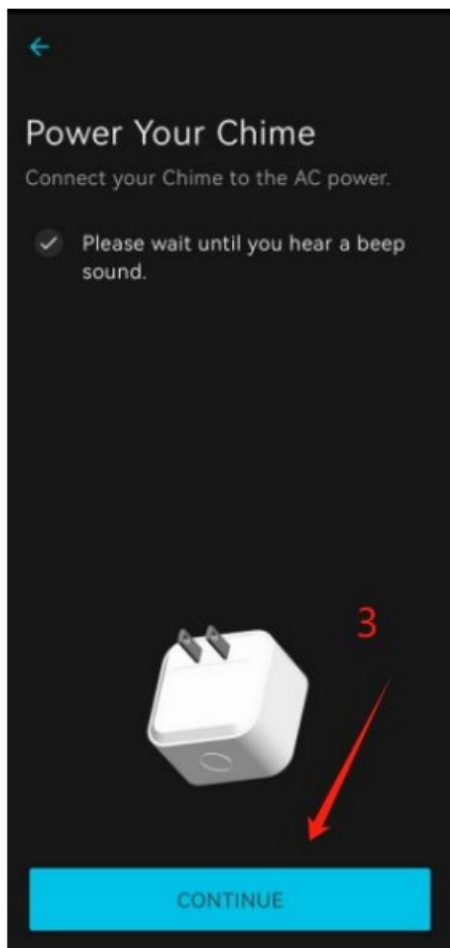 Power Your Chime
Connect your Chime to the AC power.
Please wait until you hear a beep
sound.
3
CONTINUE